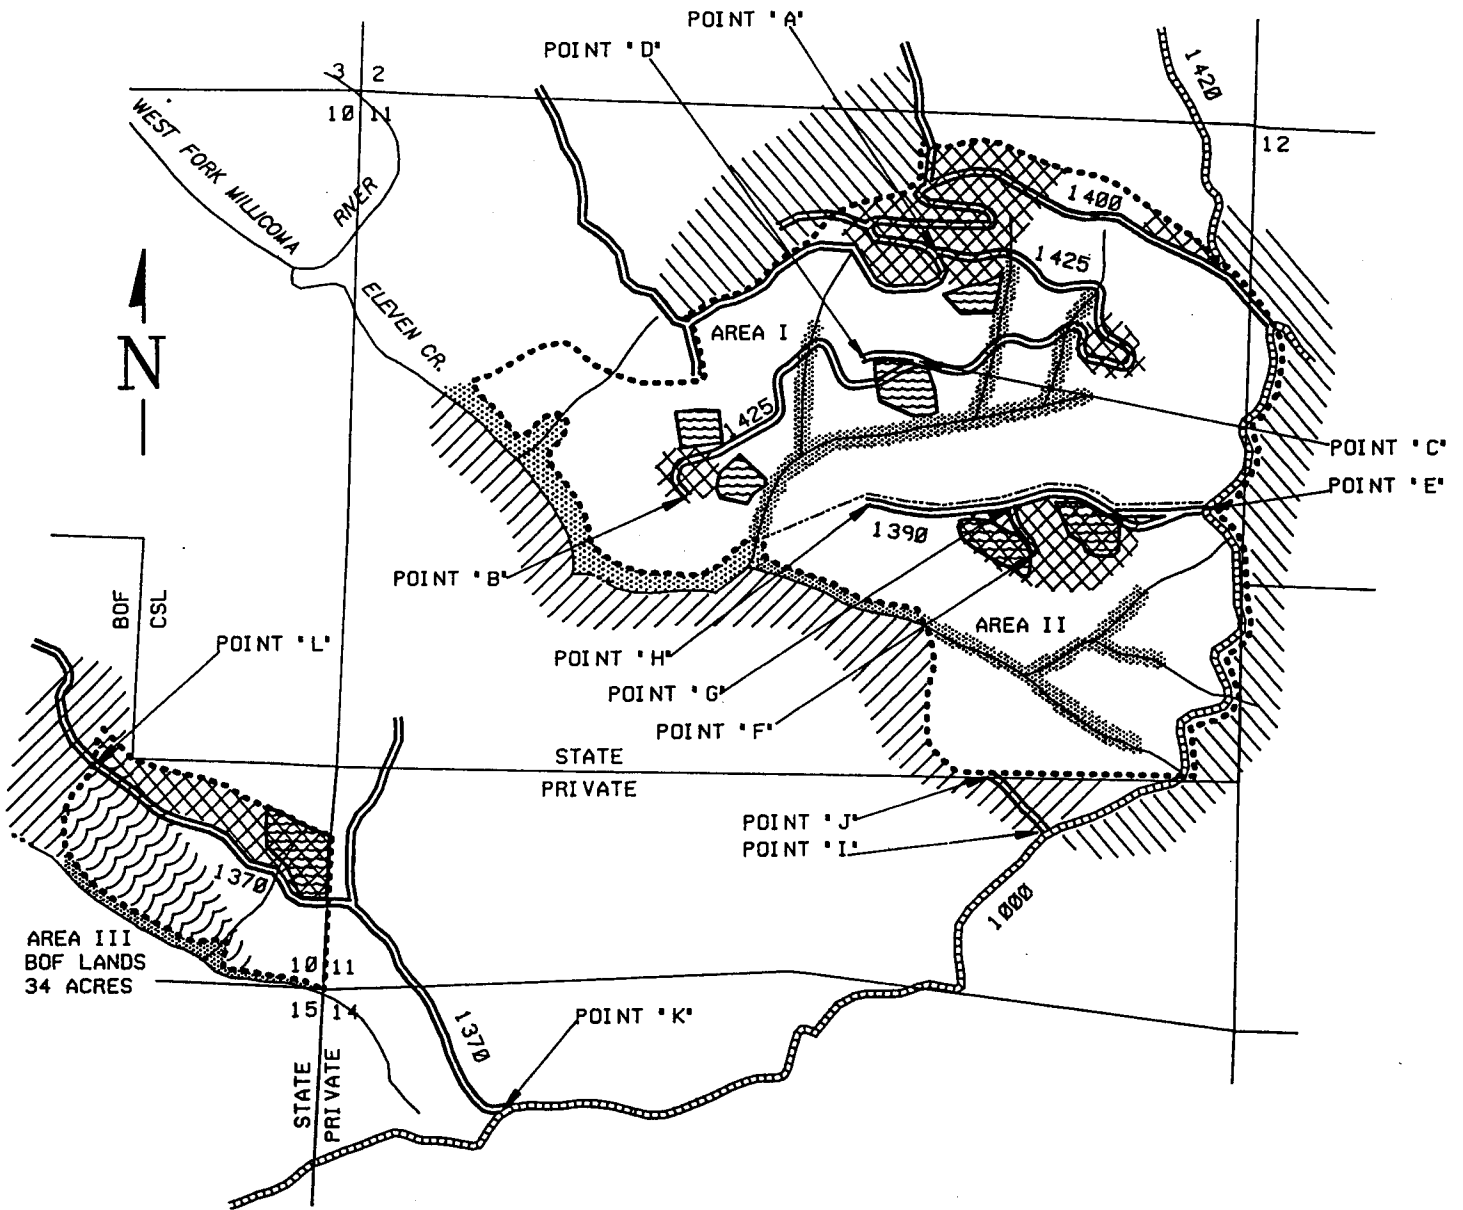 POINT "A"
POINT "D"
3 2
10 11
WEST FORK MILLICOMA
RIVER
1420
12
1400
1425
ELEVEN CR.
AREA I
N
1425
POINT "C"
POINT "E"
1390
POINT "B"
BOF
CSL
AREA II
POINT "L"
POINT "H"
POINT "G"
POINT "F"
STATE
PRIVATE
POINT "J"
POINT "I"
1370
1000
AREA III
BOF LANDS
34 ACRES
10 11
15 14
POINT "K"
1370
STATE
PRIVATE